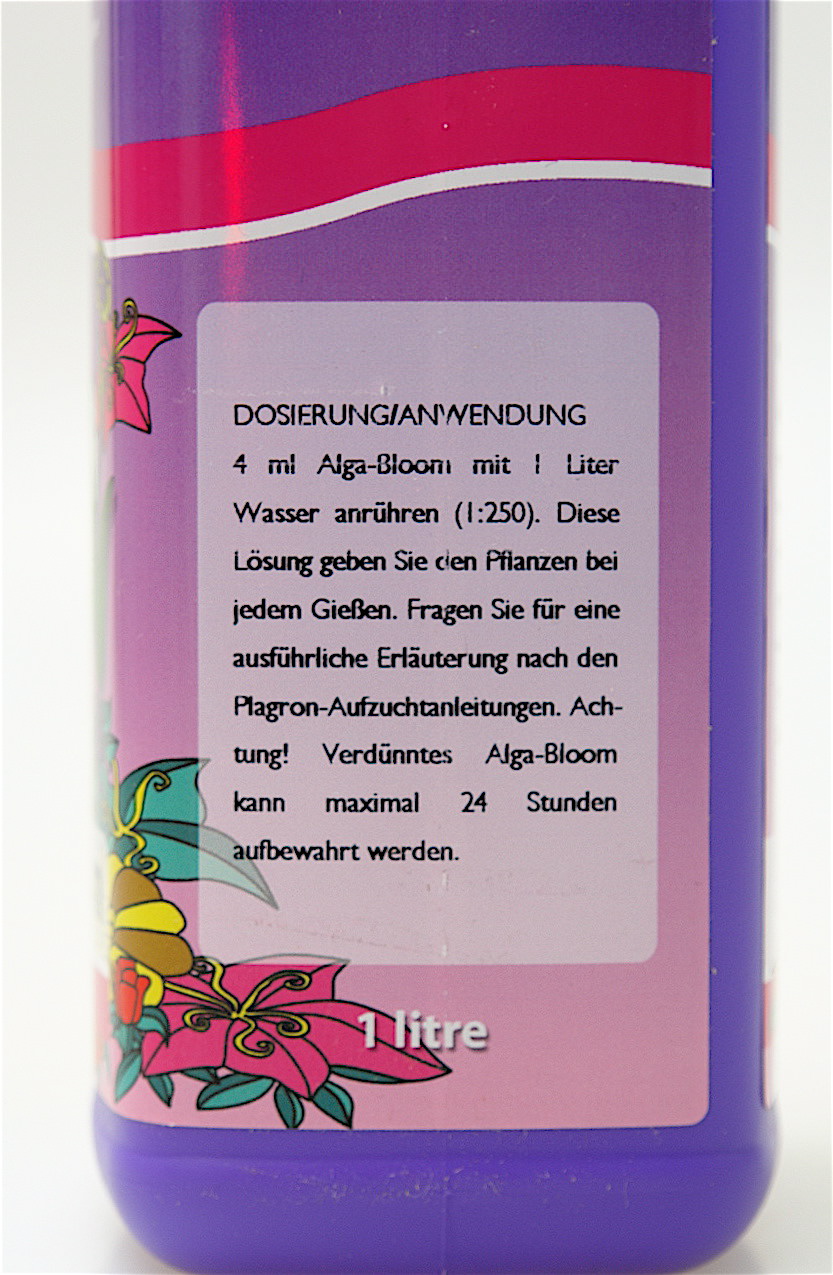 DOSIERUNG/ANWENDUNG
4 ml Alga-Bloom mit 1 Liter
Wasser anrühren (1:250). Diese
Lösung geben Sie den Pflanzen bei
jedem Gießen. Fragen Sie für eine
ausführliche Erläuterung nach den
Plagron-Aufzuchtanleitungen. Ach-
tung! Verdünntes Alga-Bloom
kann maximal 24 Stunden
aufbewahrt werden.
1 litre